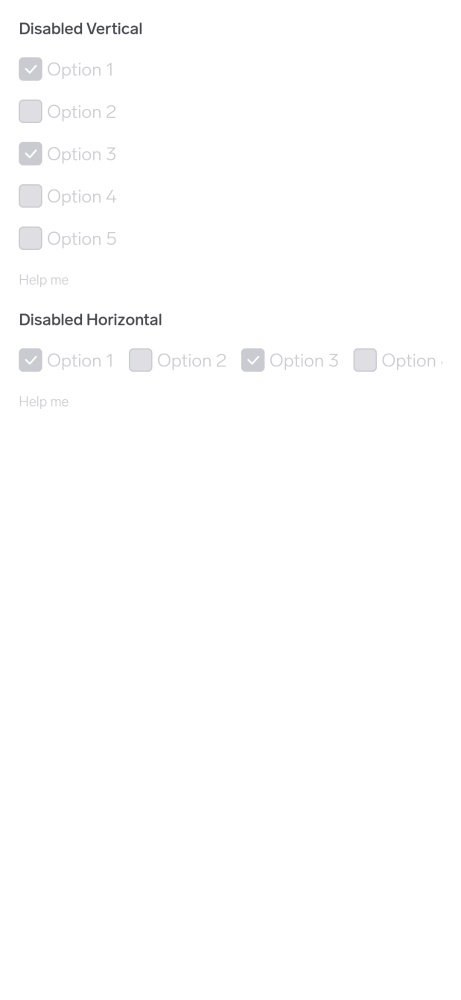 Disabled Vertical
Option 1
Option 2
Option 3
Option 4
Option 5
Help me
Disabled Horizontal
Option 1 Option 2 Option 3 Option
Help me